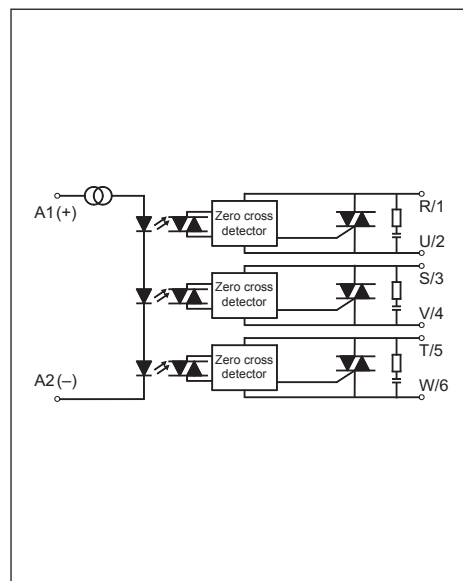 A1(+)
Zero cross
detector
R/1
U/2
Zero cross
detector
S/3
V/4
A2(–)
Zero cross
detector
T/5
W/6